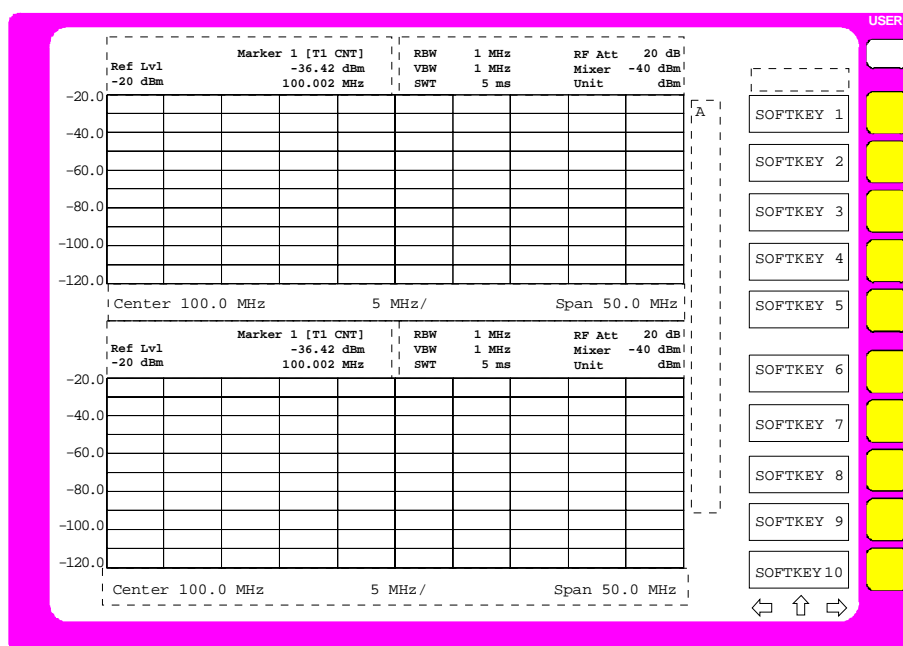 USER
Marker 1 [T1 CNT] RBW 1 MHz RF Att 20 dB
Ref Lvl -36.42 dBm VBW 1 MHz Mixer -40 dBm
-20 dBm 100.002 MHz SWT 5 ms Unit dBm
-20.0
-40.0
-60.0
-80.0
-100.0
-120.0
Center 100.0 MHz 5 MHz/ Span 50.0 MHz
Marker 1 [T1 CNT] RBW 1 MHz RF Att 20 dB
Ref Lvl -36.42 dBm VBW 1 MHz Mixer -40 dBm
-20 dBm 100.002 MHz SWT 5 ms Unit dBm
-20.0
-40.0
-60.0
-80.0
-100.0
-120.0
Center 100.0 MHz 5 MHz/ Span 50.0 MHz
A
SOFTKEY 1
SOFTKEY 2
SOFTKEY 3
SOFTKEY 4
SOFTKEY 5
SOFTKEY 6
SOFTKEY 7
SOFTKEY 8
SOFTKEY 9
SOFTKEY 10